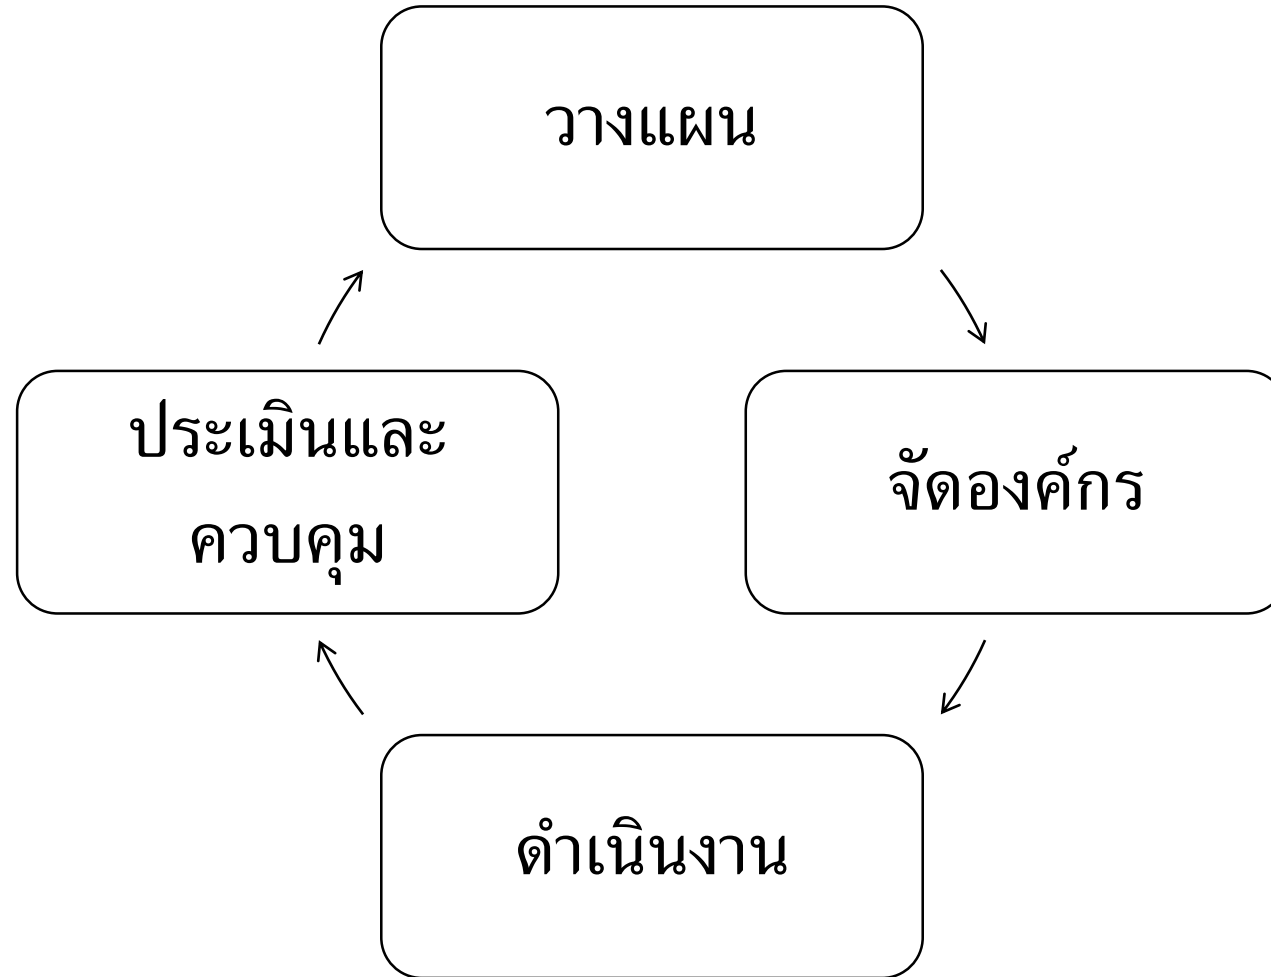 วางแผน
จัดองค์กร
ดำเนินงาน
ประเมินและ
ควบคุม